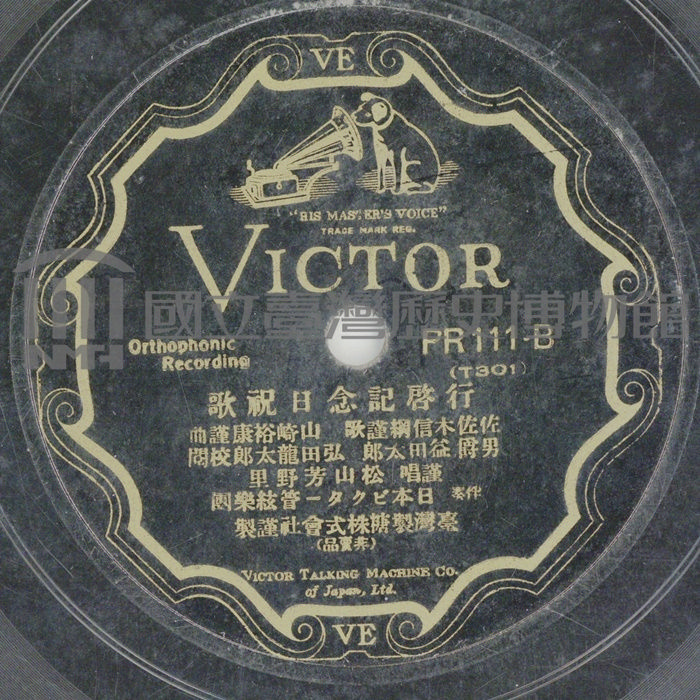 VE
"HIS MASTER'S VOICE"
TRADE MARK REG.
VICTOR
國立臺灣歷史博物館
NMTH
Orthophonic
Recording
PR111-B
(T301)
行啓記念日祝歌
佐佐木信綱謹歌 山崎裕康謹曲
男爵益田太郎 弘田龍太郎校閱
謹唱 松山芳野里
伴奏 日本ビクター管絃樂團
臺灣製糖株式會社謹製
(非賣品)
VICTOR TALKING MACHINE CO.
of Japan, Ltd.
VE